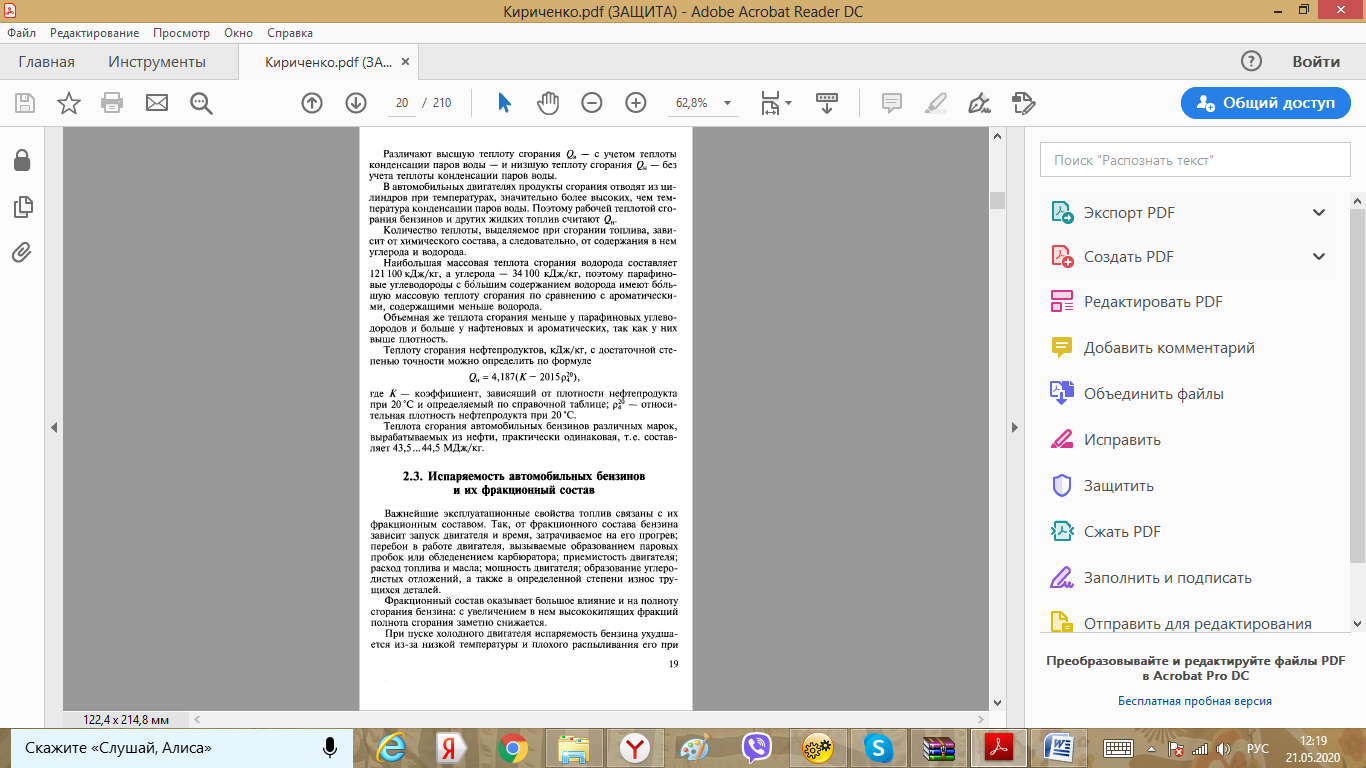 Кириченко.pdf (ЗАЩИТА) - Adobe Acrobat Reader DC
Файл Редактирование Просмотр Окно Справка
Главная Инструменты Кириченко.pdf (ЗА... × Войти
20 / 210 62,8% Общий доступ
Различают высшую теплоту сгорания Qв — с учетом теплоты
конденсации паров воды — и низшую теплоту сгорания Qн — без
учета теплоты конденсации паров воды.
В автомобильных двигателях продукты сгорания отводят из ци-
линдров при температурах, значительно более высоких, чем тем-
пература конденсации паров воды. Поэтому рабочей теплотой сго-
рания бензинов и других жидких топлив считают Qн.
Количество теплоты, выделяемое при сгорании топлива, зави-
сит от химического состава, а следовательно, от содержания в нем
углерода и водорода.
Наибольшая массовая теплота сгорания водорода составляет
121 100 кДж/кг, а углерода — 34 100 кДж/кг, поэтому парафино-
вые углеводороды с бо́льшим содержанием водорода имеют бо́ль-
шую массовую теплоту сгорания по сравнению с ароматически-
ми, содержащими меньше водорода.
Объемная же теплота сгорания меньше у парафиновых углево-
дородов и больше у нафтеновых и ароматических, так как у них
выше плотность.
Теплоту сгорания нефтепродуктов, кДж/кг, с достаточной сте-
пенью точности можно определить по формуле
Qн = 4,187(K − 2015ρ₄²⁰),
где K — коэффициент, зависящий от плотности нефтепродукта
при 20 °С и определяемый по справочной таблице; ρ₄²⁰ — относи-
тельная плотность нефтепродукта при 20 °С.
Теплота сгорания автомобильных бензинов различных марок,
вырабатываемых из нефти, практически одинаковая, т.е. состав-
ляет 43,5...44,5 МДж/кг.
2.3. Испаряемость автомобильных бензинов
и их фракционный состав
Важнейшие эксплуатационные свойства топлив связаны с их
фракционным составом. Так, от фракционного состава бензина
зависит запуск двигателя и время, затрачиваемое на его прогрев;
перебои в работе двигателя, вызываемые образованием паровых
пробок или обледенением карбюратора; приемистость двигателя;
расход топлива и масла; мощность двигателя; образование углеро-
дистых отложений, а также в определенной степени износ тру-
щихся деталей.
Фракционный состав оказывает большое влияние и на полноту
сгорания бензина: с увеличением в нем высококипящих фракций
полнота сгорания заметно снижается.
При пуске холодного двигателя испаряемость бензина ухудша-
ется из-за низкой температуры и плохого распыливания его при
19
122,4 x 214,8 мм
Поиск "Распознать текст"
Экспорт PDF
Создать PDF
Редактировать PDF
Добавить комментарий
Объединить файлы
Исправить
Защитить
Сжать PDF
Заполнить и подписать
Отправить для редактирования
Преобразовывайте и редактируйте файлы PDF
в Acrobat Pro DC
Бесплатная пробная версия
Скажите «Слушай, Алиса»
РУС
12:19
21.05.2020